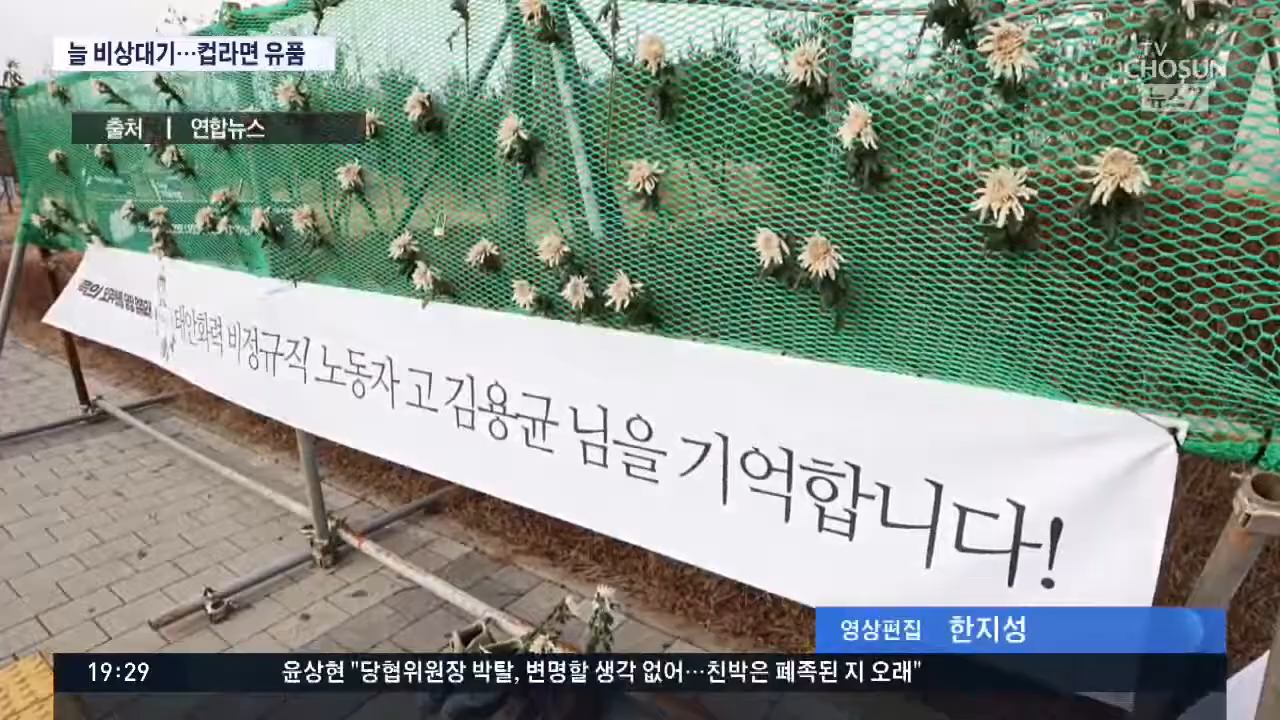 늘 비상대기…컵라면 유품
TV
CHOSUN
뉴스7
출처 | 연합뉴스
태안화력 비정규직 노동자 고 김용균 님을 기억합니다!
영상편집 한지성
19:29 윤상현 "당협위원장 박탈, 변명할 생각 없어…친박은 폐족된 지 오래"